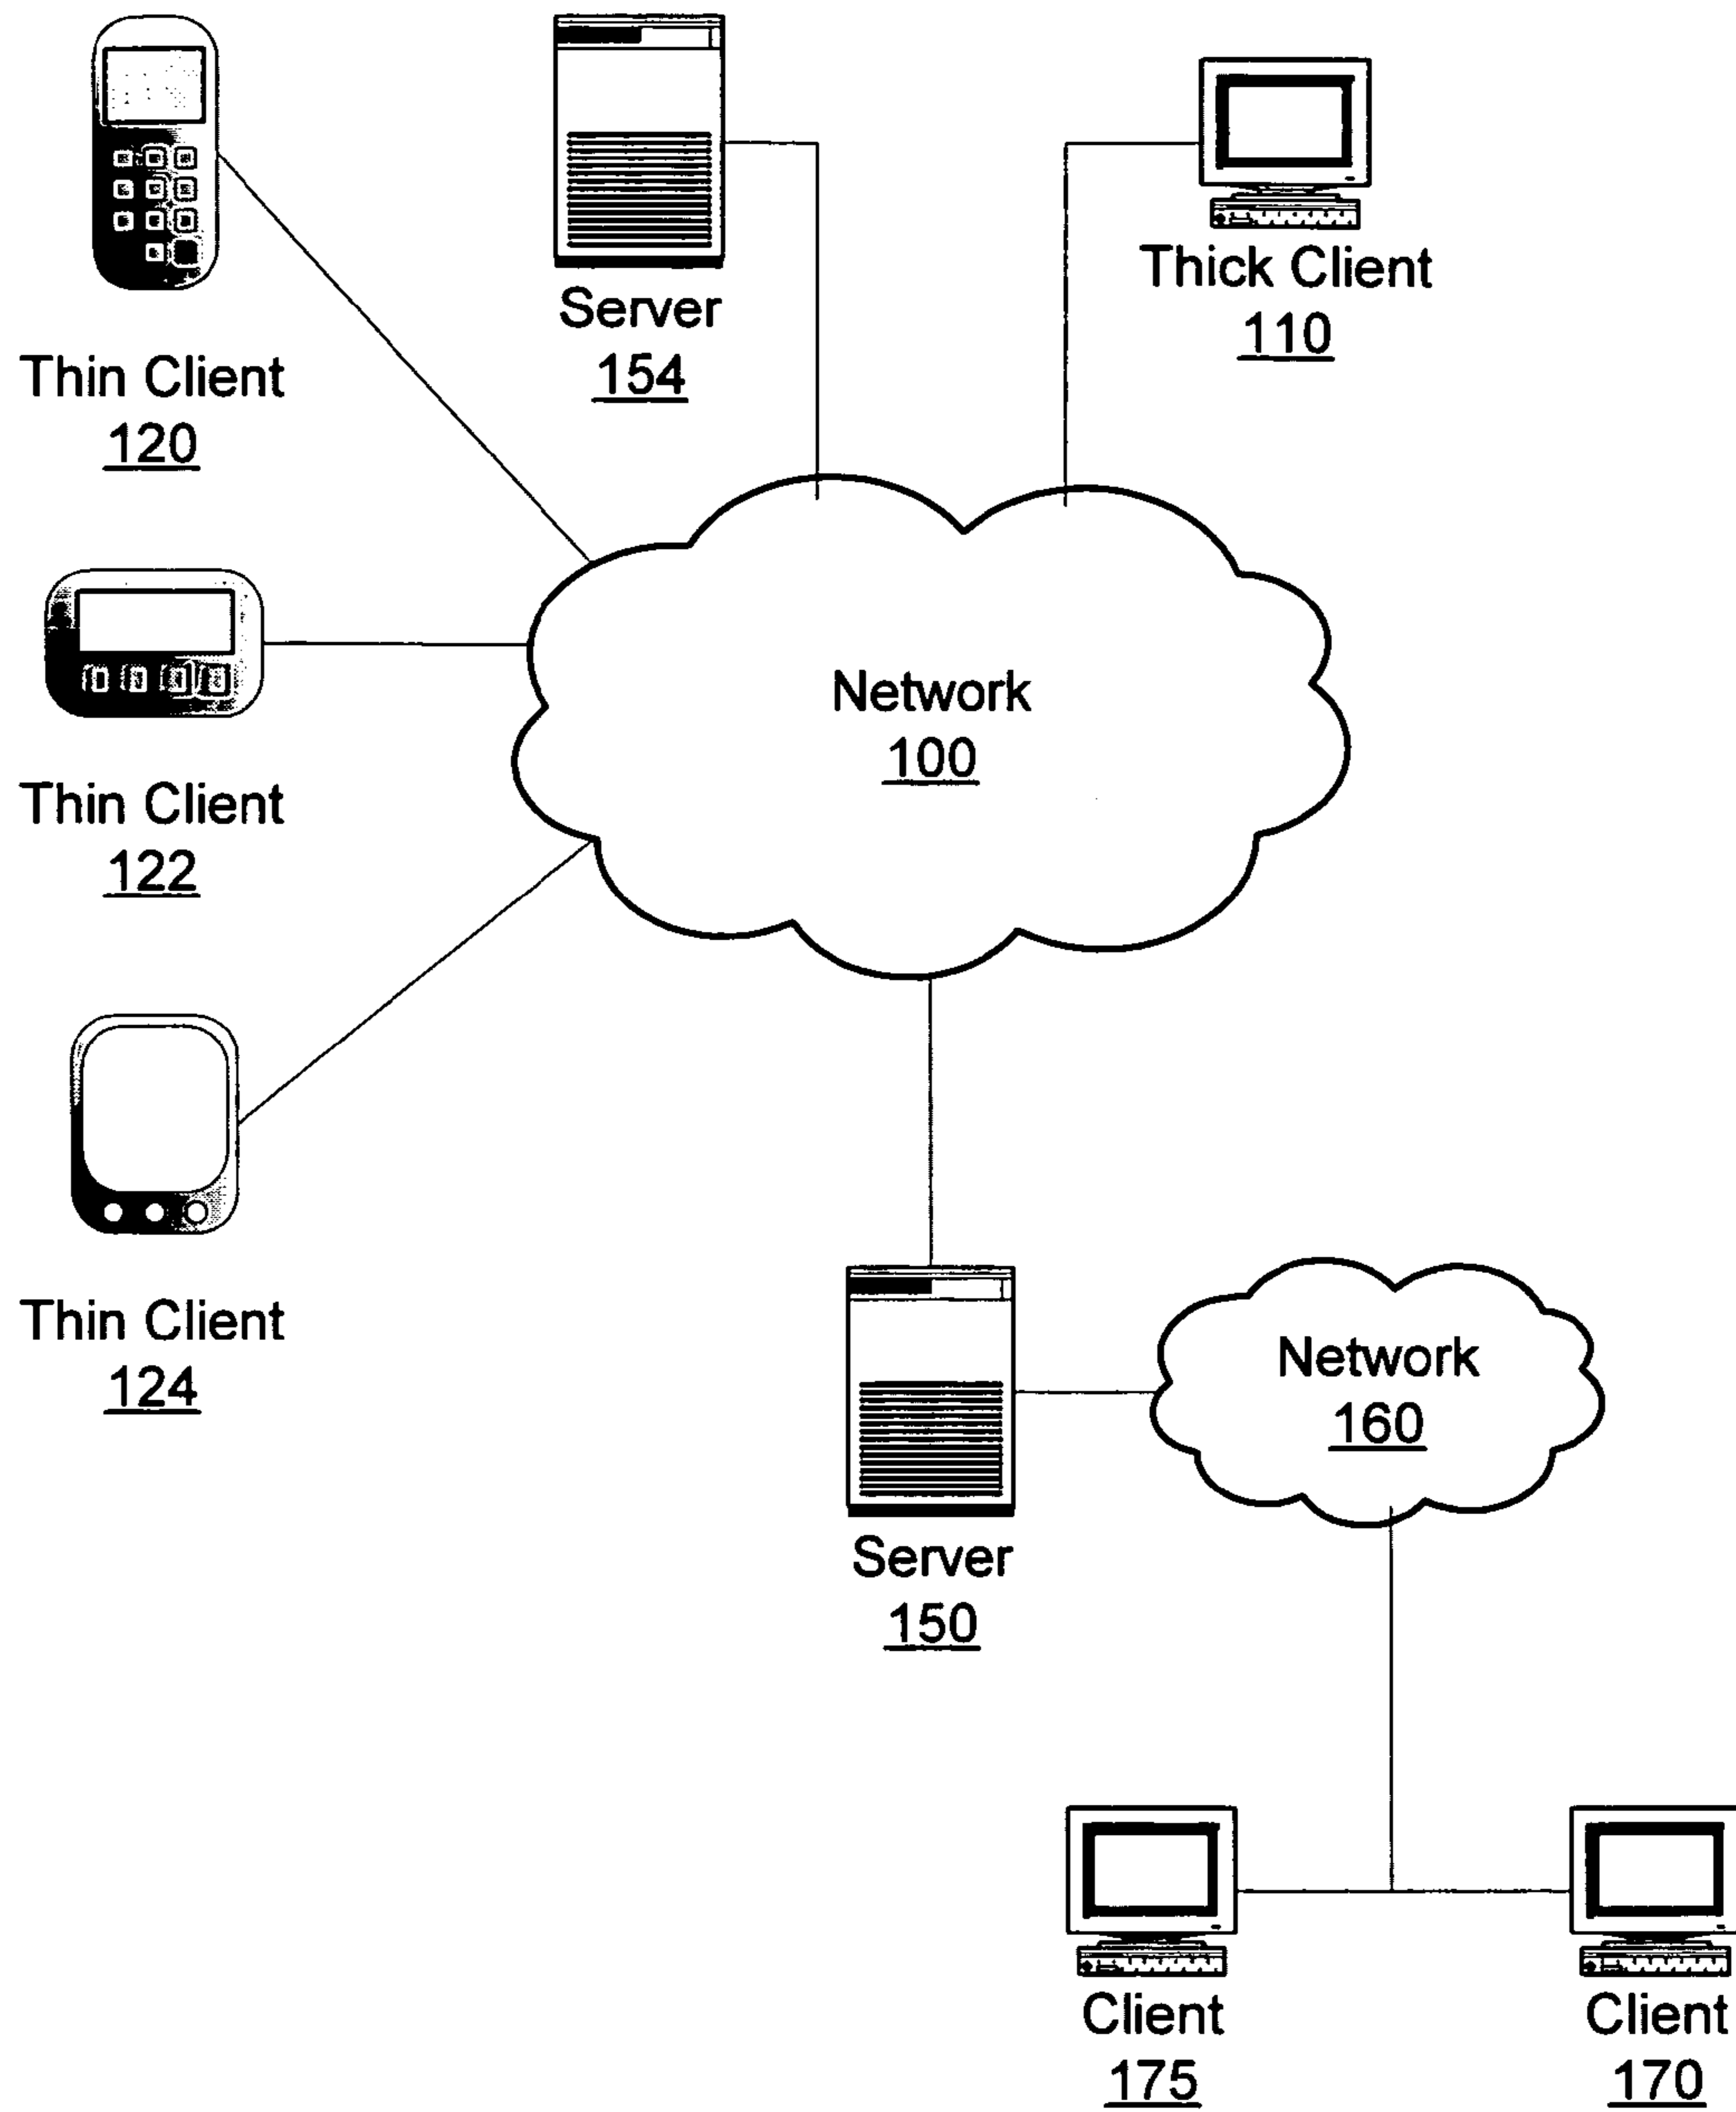 Server
154
Thick Client
110
Thin Client
120
Network
100
Thin Client
122
Thin Client
124
Network
160
Server
150
Client
175
Client
170